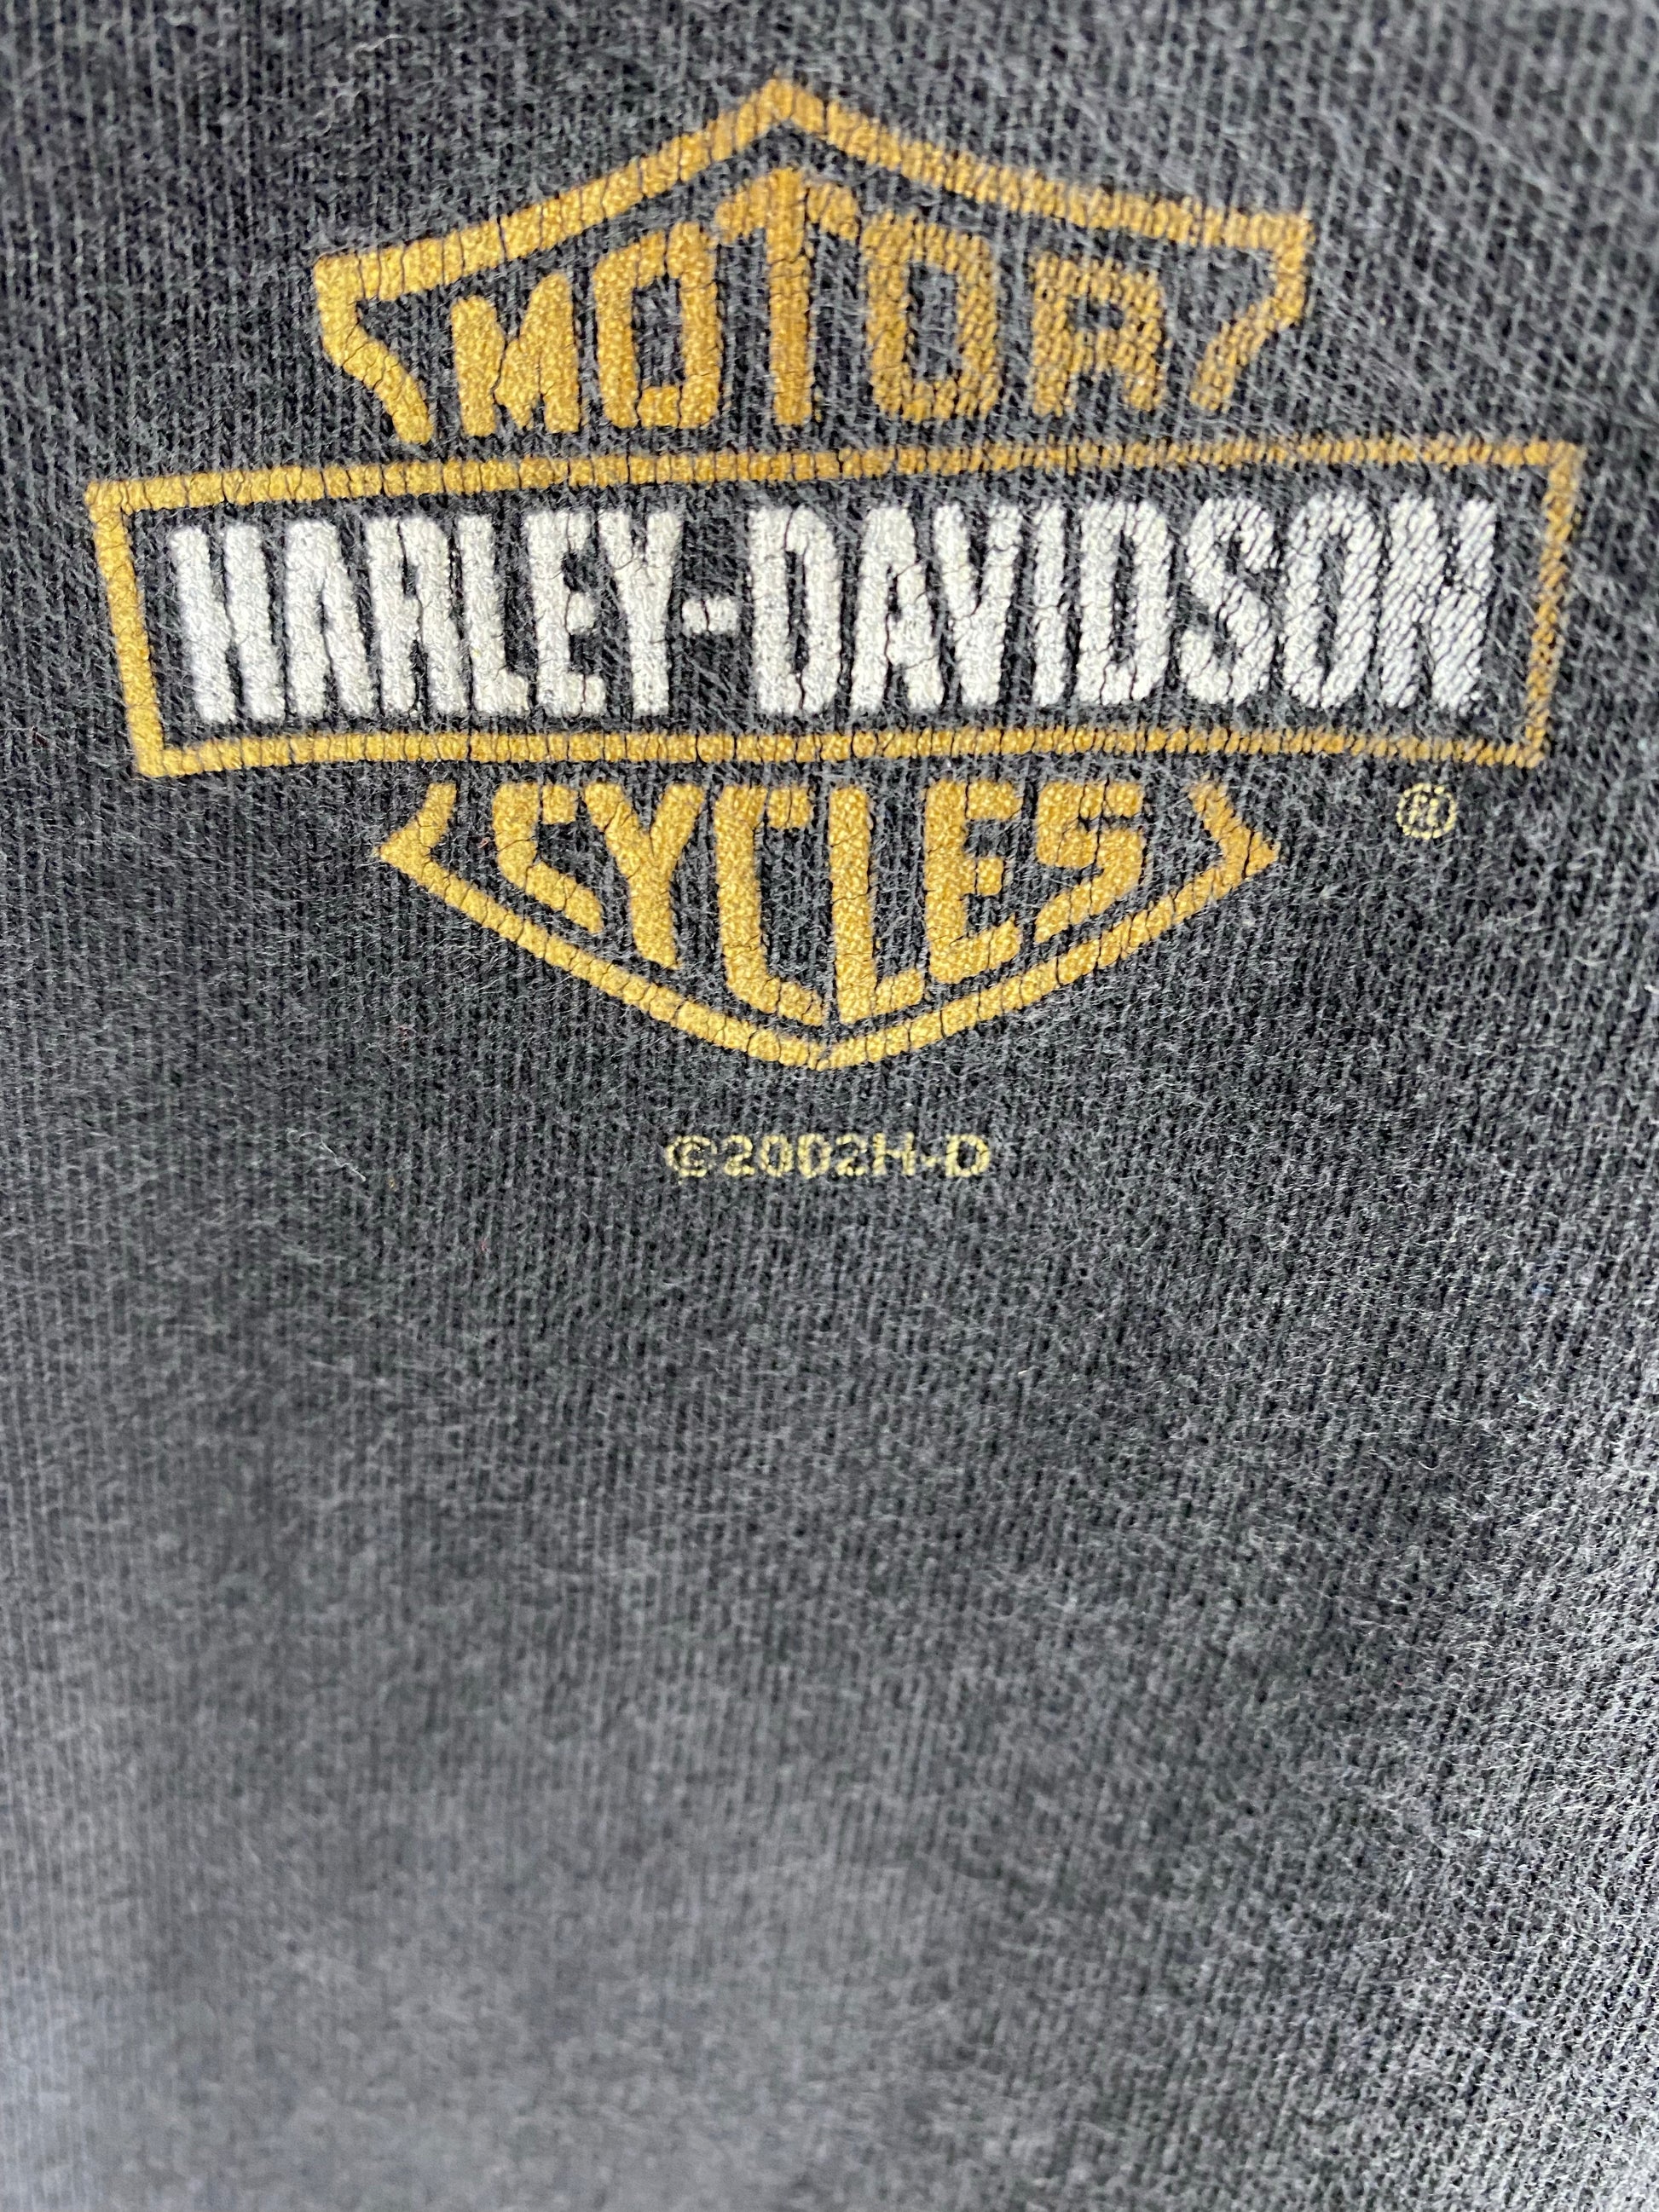 MOTOR
HARLEY-DAVIDSON
CYCLES
®
©2002H-D